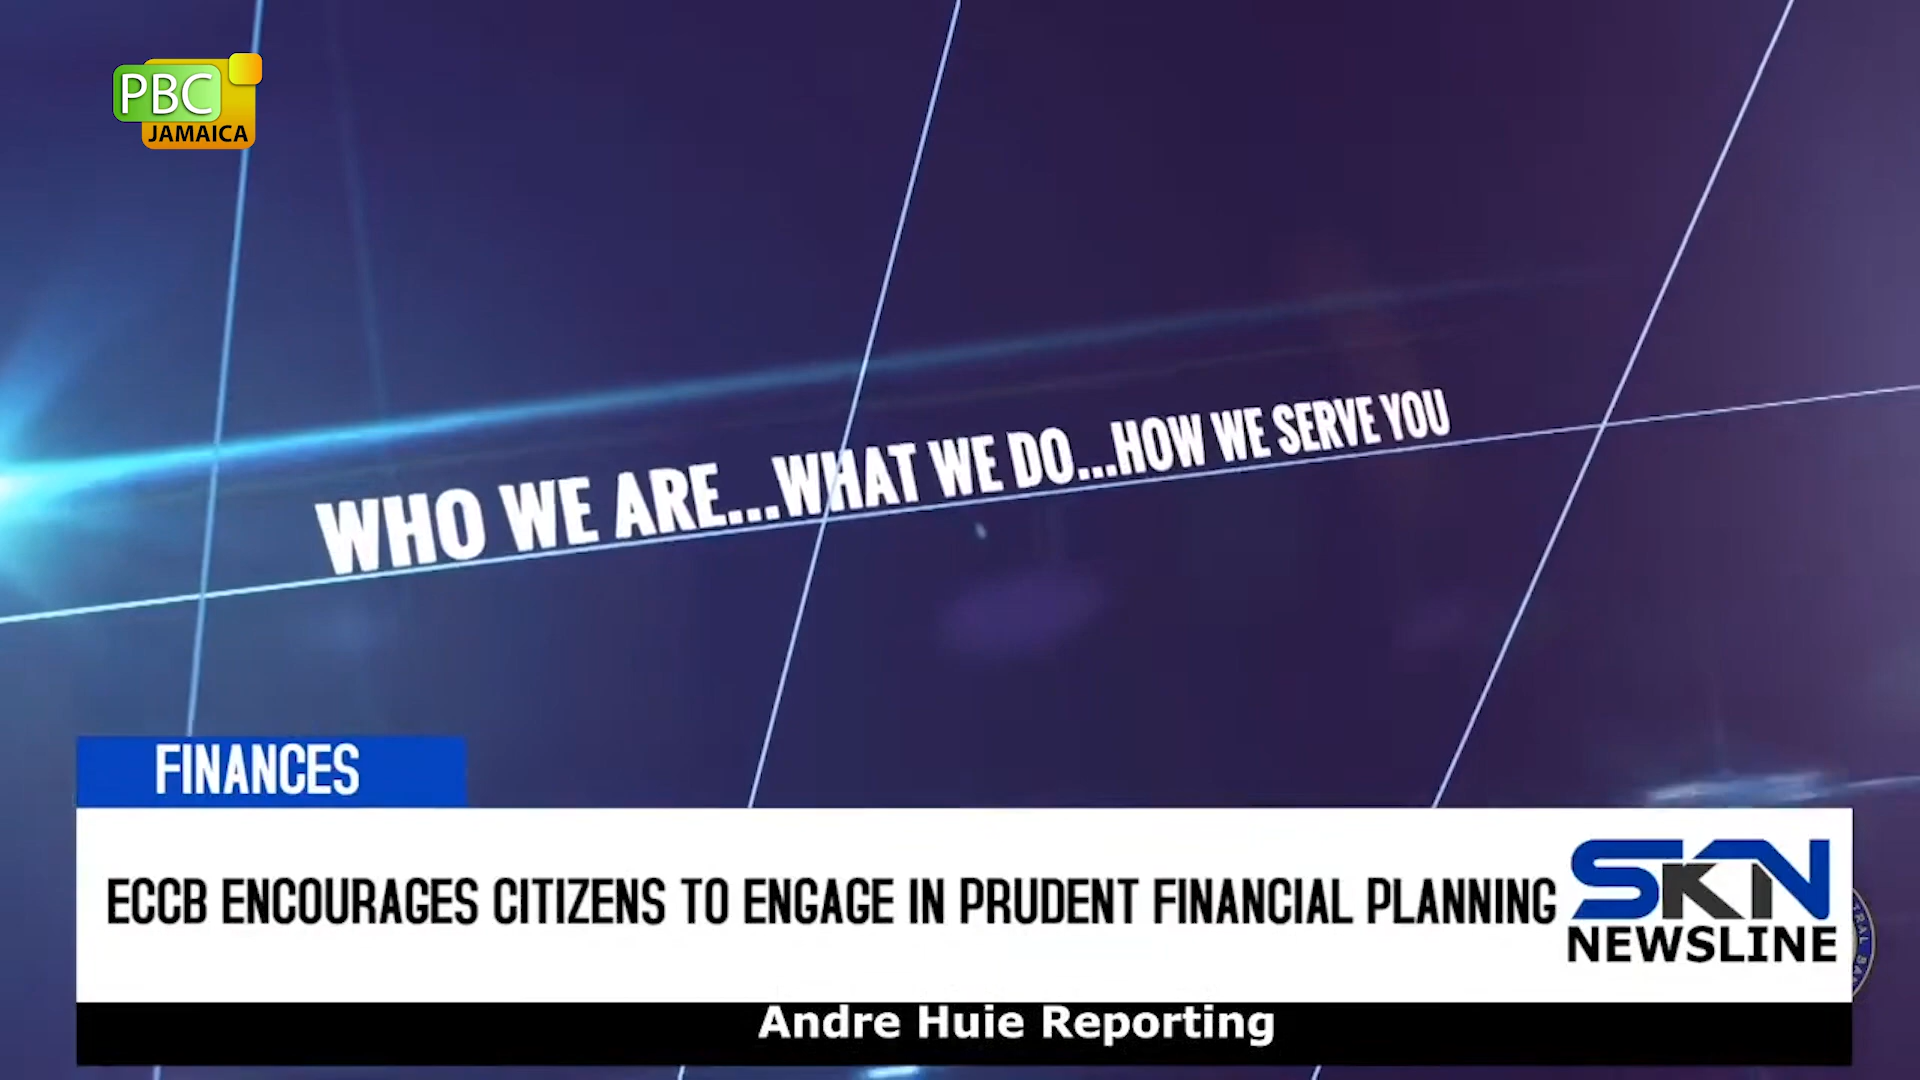 PBC
JAMAICA
WHO WE ARE...WHAT WE DO...HOW WE SERVE YOU
FINANCES
ECCB ENCOURAGES CITIZENS TO ENGAGE IN PRUDENT FINANCIAL PLANNING
SKN
NEWSLINE
Andre Huie Reporting